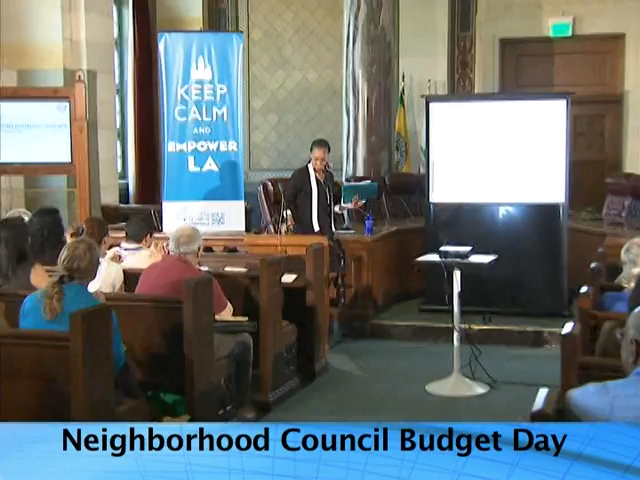 KEEP
CALM
AND
EMPOWER
LA
Neighborhood Council Budget Day